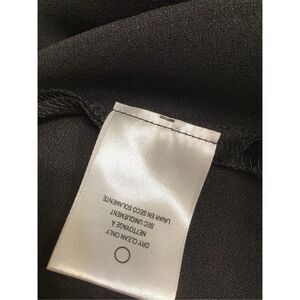 DRY CLEAN ONLY
NETTOYAGE À
SEC UNIQUEMENT
LAVAR EN SECO SOLAMENTE